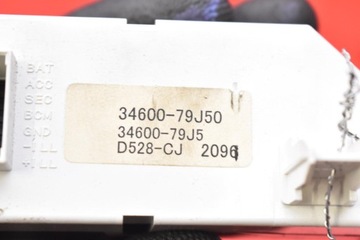 BAT
ACC
SEC
BCM
GND
-ILL
+ILL
34600-79J50
34600-79J5
D528-CJ 2096